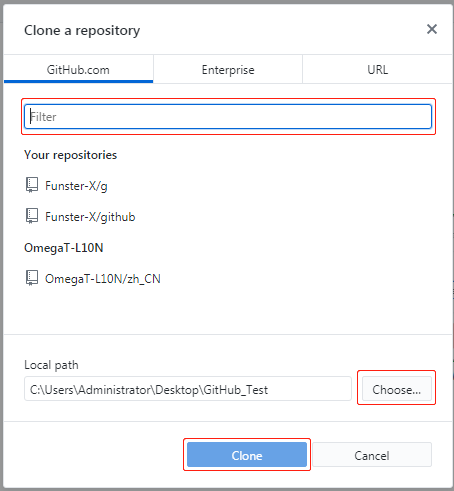 Clone a repository
GitHub.com Enterprise URL
Filter
Your repositories
Funster-X/g
Funster-X/github
OmegaT-L10N
OmegaT-L10N/zh_CN
Local path
C:\Users\Administrator\Desktop\GitHub_Test Choose...
Clone Cancel